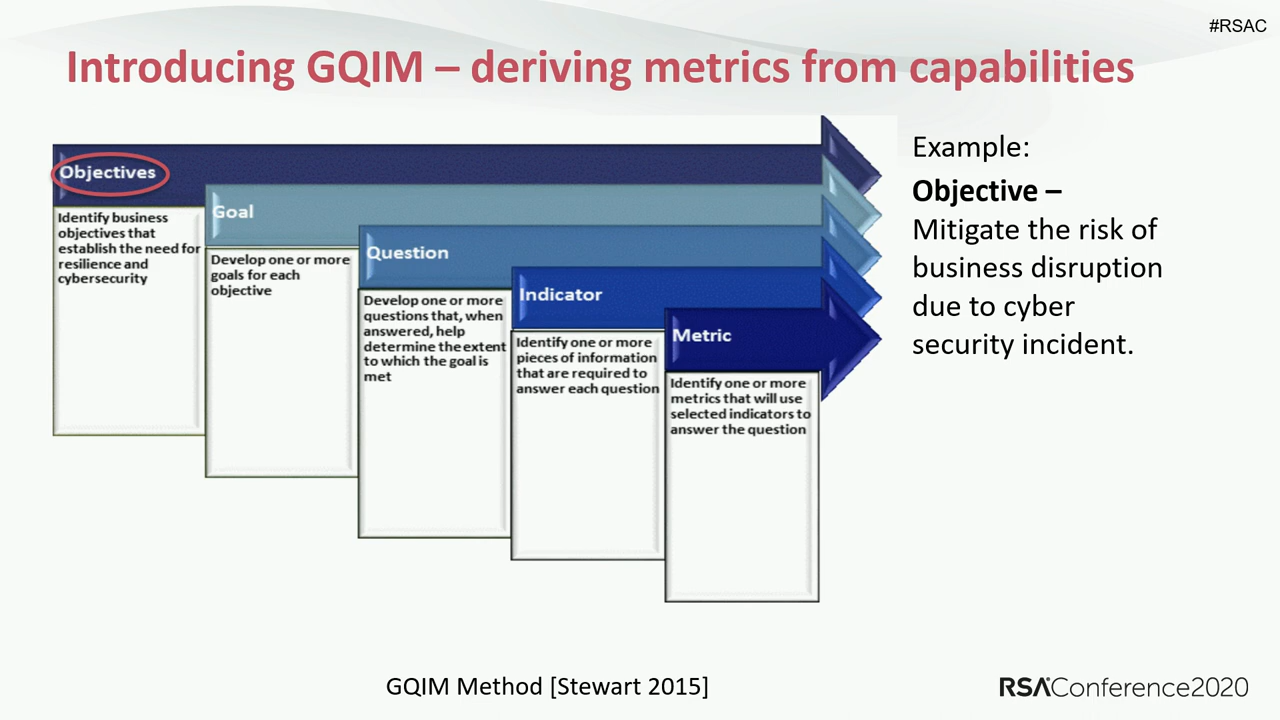 #RSAC
Introducing GQIM – deriving metrics from capabilities
Objectives
Identify business
objectives that
establish the need for
resilience and
cybersecurity
Goal
Develop one or more
goals for each
objective
Question
Develop one or more
questions that, when
answered, help
determine the extent
to which the goal is
met
Indicator
Identify one or more
pieces of information
that are required to
answer each question
Metric
Identify one or more
metrics that will use
selected indicators to
answer the question
Example:
Objective –
Mitigate the risk of
business disruption
due to cyber
security incident.
GQIM Method [Stewart 2015]
RSAConference2020